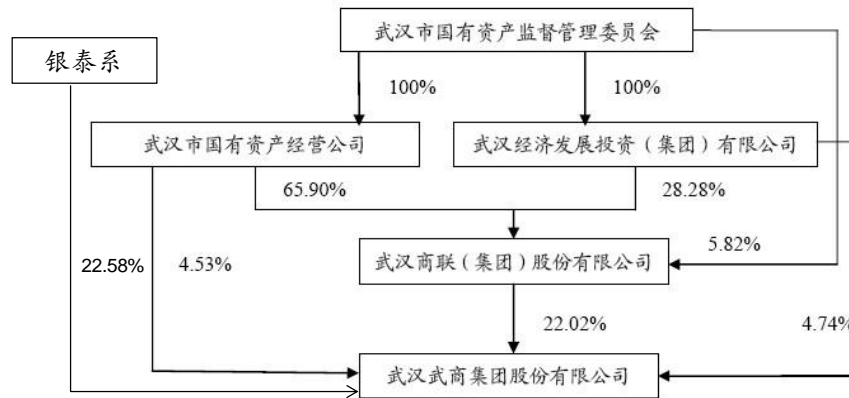 武汉市国有资产监督管理委员会
银泰系
100%
100%
武汉市国有资产经营公司
武汉经济发展投资（集团）有限公司
65.90%
28.28%
22.58%
4.53%
武汉商联（集团）股份有限公司
5.82%
22.02%
4.74%
武汉武商集团股份有限公司